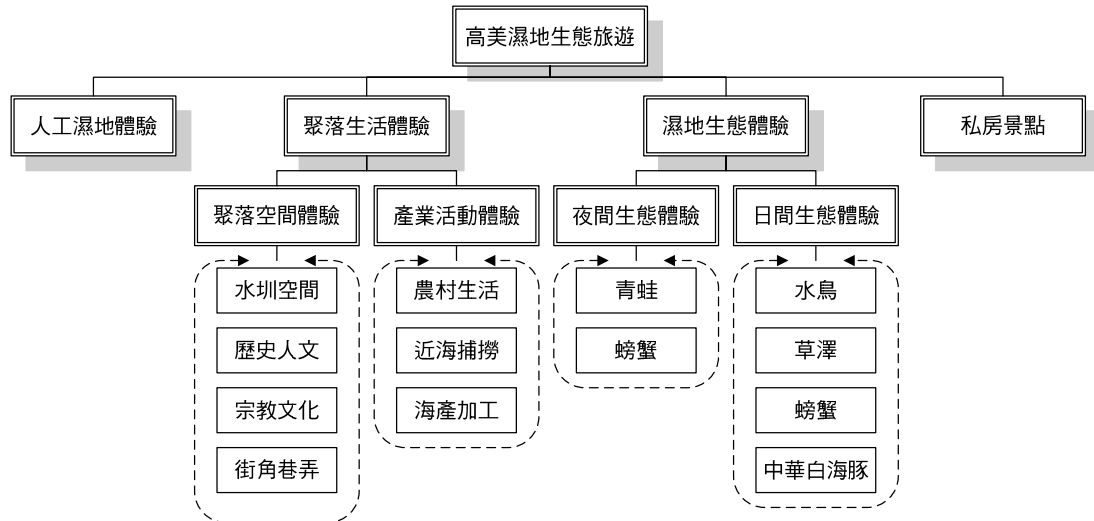 高美濕地生態旅遊
人工濕地體驗
聚落生活體驗
濕地生態體驗
私房景點
聚落空間體驗
產業活動體驗
夜間生態體驗
日間生態體驗
水圳空間
歷史人文
宗教文化
街角巷弄
農村生活
近海捕撈
海產加工
青蛙
螃蟹
水鳥
草澤
螃蟹
中華白海豚